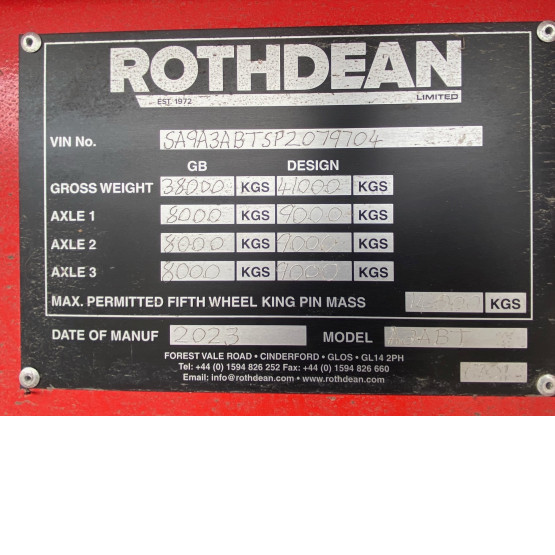 ROTHDEAN
EST. 1972 LIMITED
VIN No. SA9A3ABTSP2079704
GB DESIGN
GROSS WEIGHT 38000 KGS 41000 KGS
AXLE 1 8000 KGS 9000 KGS
AXLE 2 8000 KGS 9000 KGS
AXLE 3 8000 KGS 9000 KGS
MAX. PERMITTED FIFTH WHEEL KING PIN MASS KGS
DATE OF MANUF 2023 MODEL
FOREST VALE ROAD • CINDERFORD • GLOS • GL14 2PH
Tel: +44 (0) 1594 826 252 Fax: +44 (0) 1594 826 660
Email: info@rothdean.com • www.rothdean.com